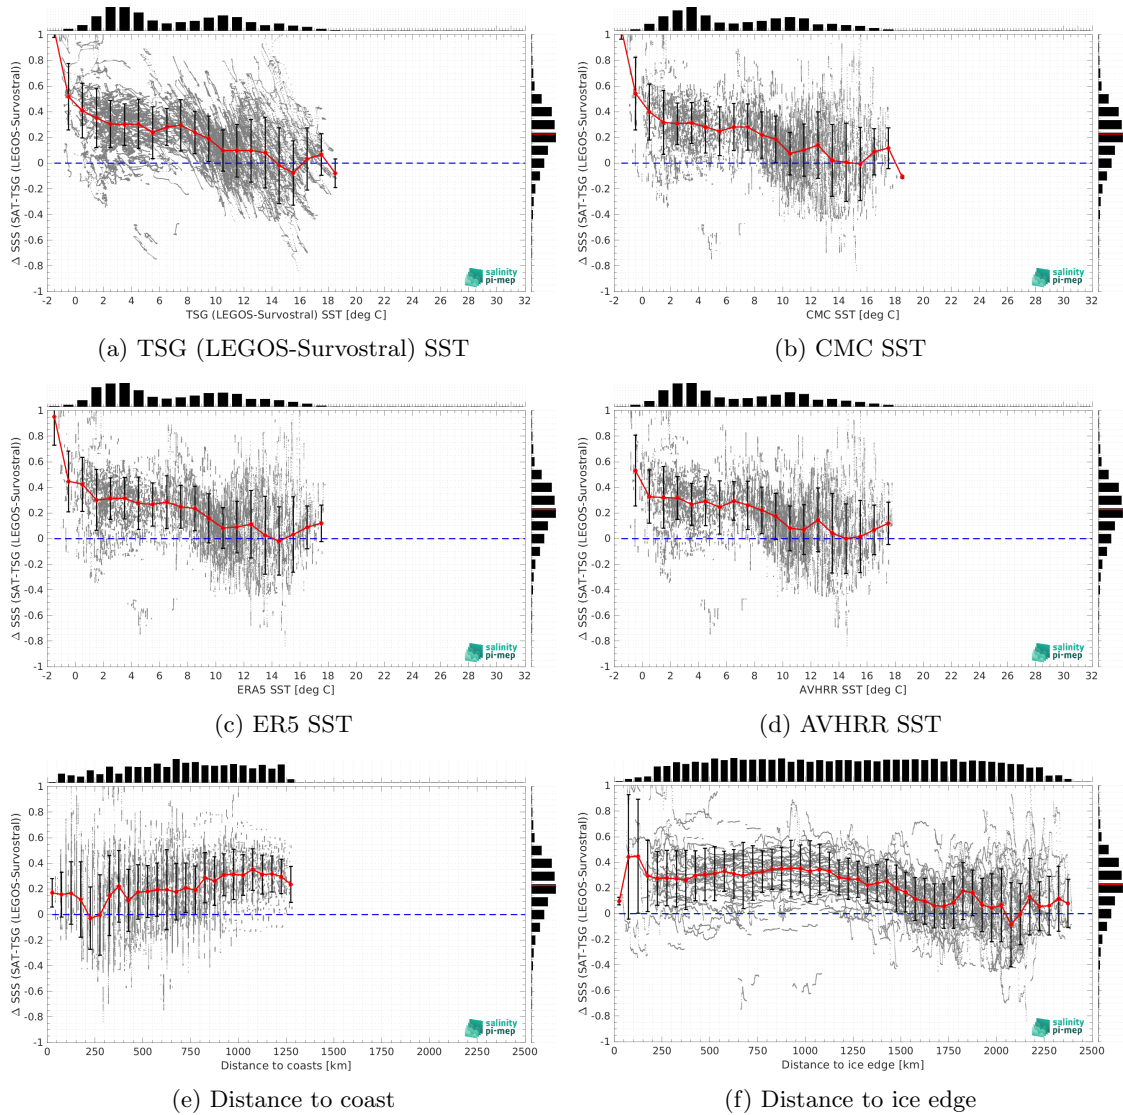 1
0.8
0.6
0.4
0.2
0
-0.2
-0.4
-0.6
-0.8
-1
Δ SSS (SAT-TSG (LEGOS-Survostral))
-2 0 2 4 6 8 10 12 14 16 18 20 22 24 26 28 30 32
TSG (LEGOS-Survostral) SST [deg C]
salinity
pi-mep
(a) TSG (LEGOS-Survostral) SST
1
0.8
0.6
0.4
0.2
0
-0.2
-0.4
-0.6
-0.8
-1
Δ SSS (SAT-TSG (LEGOS-Survostral))
-2 0 2 4 6 8 10 12 14 16 18 20 22 24 26 28 30 32
CMC SST [deg C]
salinity
pi-mep
(b) CMC SST
1
0.8
0.6
0.4
0.2
0
-0.2
-0.4
-0.6
-0.8
-1
Δ SSS (SAT-TSG (LEGOS-Survostral))
-2 0 2 4 6 8 10 12 14 16 18 20 22 24 26 28 30 32
ERA5 SST [deg C]
salinity
pi-mep
(c) ER5 SST
1
0.8
0.6
0.4
0.2
0
-0.2
-0.4
-0.6
-0.8
-1
Δ SSS (SAT-TSG (LEGOS-Survostral))
-2 0 2 4 6 8 10 12 14 16 18 20 22 24 26 28 30 32
AVHRR SST [deg C]
salinity
pi-mep
(d) AVHRR SST
1
0.8
0.6
0.4
0.2
0
-0.2
-0.4
-0.6
-0.8
-1
Δ SSS (SAT-TSG (LEGOS-Survostral))
0 250 500 750 1000 1250 1500 1750 2000 2250 2500
Distance to coasts [km]
salinity
pi-mep
(e) Distance to coast
1
0.8
0.6
0.4
0.2
0
-0.2
-0.4
-0.6
-0.8
-1
Δ SSS (SAT-TSG (LEGOS-Survostral))
0 250 500 750 1000 1250 1500 1750 2000 2250 2500
Distance to ice edge [km]
salinity
pi-mep
(f) Distance to ice edge